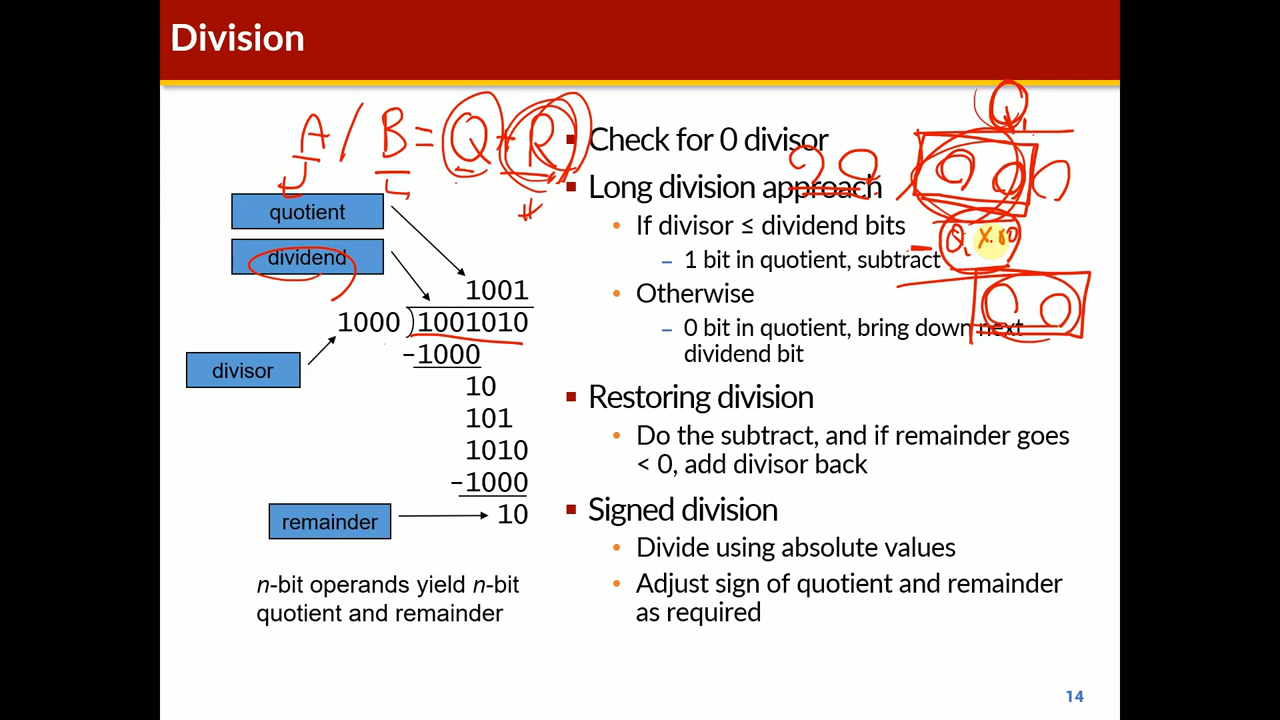 Division
A / B = Q + R
quotient
dividend
1001
1000 )1001010
-1000
divisor
10
101
1010
-1000
remainder
10
n-bit operands yield n-bit
quotient and remainder
▪ Check for 0 divisor
▪ Long division approach
• If divisor ≤ dividend bits
– 1 bit in quotient, subtract
• Otherwise
– 0 bit in quotient, bring down next
dividend bit
▪ Restoring division
• Do the subtract, and if remainder goes
< 0, add divisor back
▪ Signed division
• Divide using absolute values
• Adjust sign of quotient and remainder
as required
14